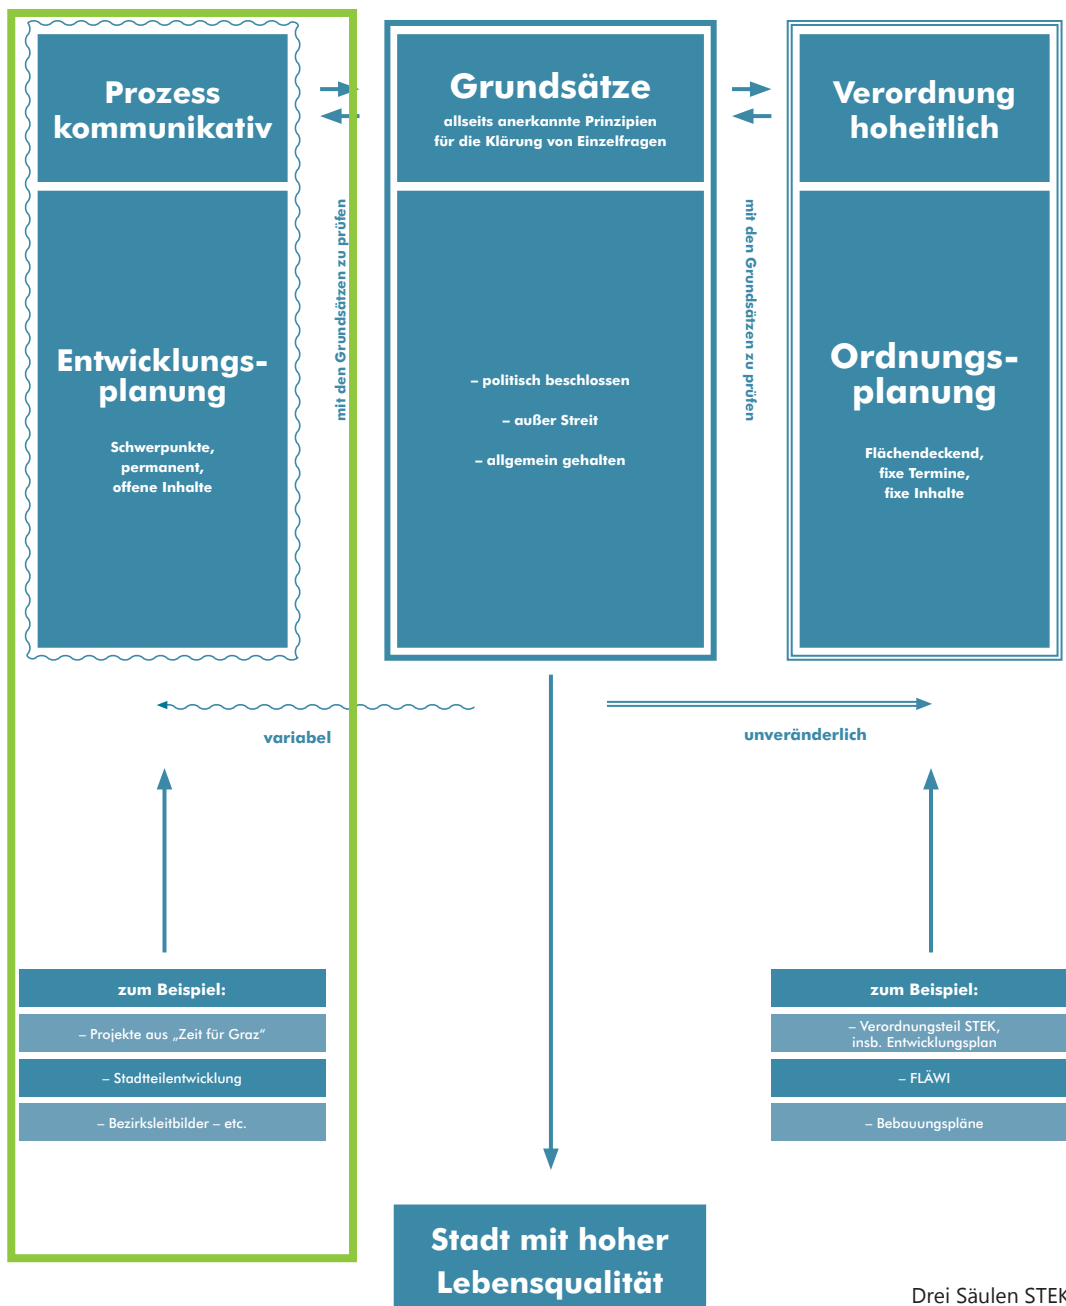 Prozess
kommunikativ
Entwicklungs-
planung
Schwerpunkte,
permanent,
offene Inhalte
mit den Grundsätzen zu prüfen
Grundsätze
allseits anerkannte Prinzipien
für die Klärung von Einzelfragen
– politisch beschlossen
– außer Streit
– allgemein gehalten
mit den Grundsätzen zu prüfen
Verordnung
hoheitlich
Ordnungs-
planung
Flächendeckend,
fixe Termine,
fixe Inhalte
variabel
unveränderlich
zum Beispiel:
– Projekte aus „Zeit für Graz“
– Stadtteilentwicklung
– Bezirksleitbilder – etc.
zum Beispiel:
– Verordnungsteil STEK,
insb. Entwicklungsplan
– FLÄWI
– Bebauungspläne
Stadt mit hoher
Lebensqualität
Drei Säulen STEK